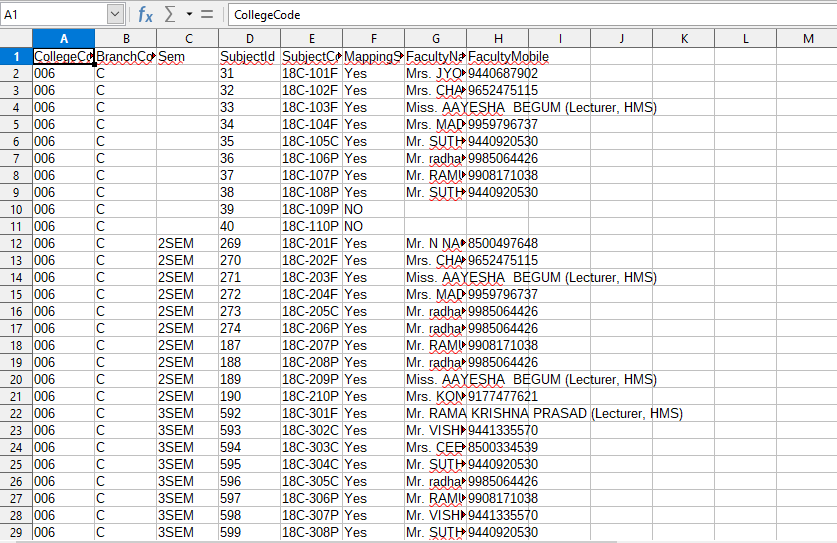 A1 fx Σ = CollegeCode
A B C D E F G H I J K L M
1 CollegeCo BranchCo Sem SubjectId SubjectCo MappingS FacultyNa FacultyMobile
2 006 C 31 18C-101F Yes Mrs. JYO 9440687902
3 006 C 32 18C-102F Yes Mrs. CHA 9652475115
4 006 C 33 18C-103F Yes Miss. AAYESHA BEGUM (Lecturer, HMS)
5 006 C 34 18C-104F Yes Mrs. MAD 9959796737
6 006 C 35 18C-105C Yes Mr. SUTH 9440920530
7 006 C 36 18C-106P Yes Mr. radha 9985064426
8 006 C 37 18C-107P Yes Mr. RAMU 9908171038
9 006 C 38 18C-108P Yes Mr. SUTH 9440920530
10 006 C 39 18C-109P NO
11 006 C 40 18C-110P NO
12 006 C 2SEM 269 18C-201F Yes Mr. N NA 8500497648
13 006 C 2SEM 270 18C-202F Yes Mrs. CHA 9652475115
14 006 C 2SEM 271 18C-203F Yes Miss. AAYESHA BEGUM (Lecturer, HMS)
15 006 C 2SEM 272 18C-204F Yes Mrs. MAD 9959796737
16 006 C 2SEM 273 18C-205C Yes Mr. radha 9985064426
17 006 C 2SEM 274 18C-206P Yes Mr. radha 9985064426
18 006 C 2SEM 187 18C-207P Yes Mr. RAMU 9908171038
19 006 C 2SEM 188 18C-208P Yes Mr. radha 9985064426
20 006 C 2SEM 189 18C-209P Yes Miss. AAYESHA BEGUM (Lecturer, HMS)
21 006 C 2SEM 190 18C-210P Yes Mrs. KON 9177477621
22 006 C 3SEM 592 18C-301F Yes Mr. RAMA KRISHNA PRASAD (Lecturer, HMS)
23 006 C 3SEM 593 18C-302C Yes Mr. VISH 9441335570
24 006 C 3SEM 594 18C-303C Yes Mrs. CEE 8500334539
25 006 C 3SEM 595 18C-304C Yes Mr. SUTH 9440920530
26 006 C 3SEM 596 18C-305C Yes Mr. radha 9985064426
27 006 C 3SEM 597 18C-306P Yes Mr. RAMU 9908171038
28 006 C 3SEM 598 18C-307P Yes Mr. VISH 9441335570
29 006 C 3SEM 599 18C-308P Yes Mr. SUTH 9440920530